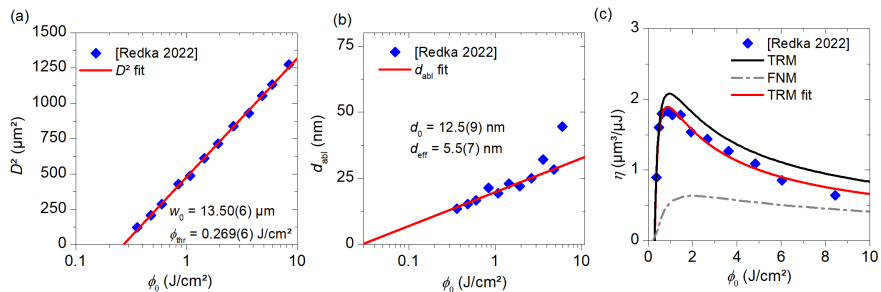 (a)
1500
1250
1000
750
500
250
0
D² (µm²)
[Redka 2022]
D² fit
w₀ = 13.50(6) µm
ϕthr = 0.269(6) J/cm²
0.1
1
10
ϕ₀ (J/cm²)
(b)
75
50
25
0
dabl (nm)
[Redka 2022]
dabl fit
d₀ = 12.5(9) nm
deff = 5.5(7) nm
0.1
1
10
ϕ₀ (J/cm²)
(c)
3
2
1
0
η (µm³/µJ)
[Redka 2022]
TRM
FNM
TRM fit
0
2
4
6
8
10
ϕ₀ (J/cm²)